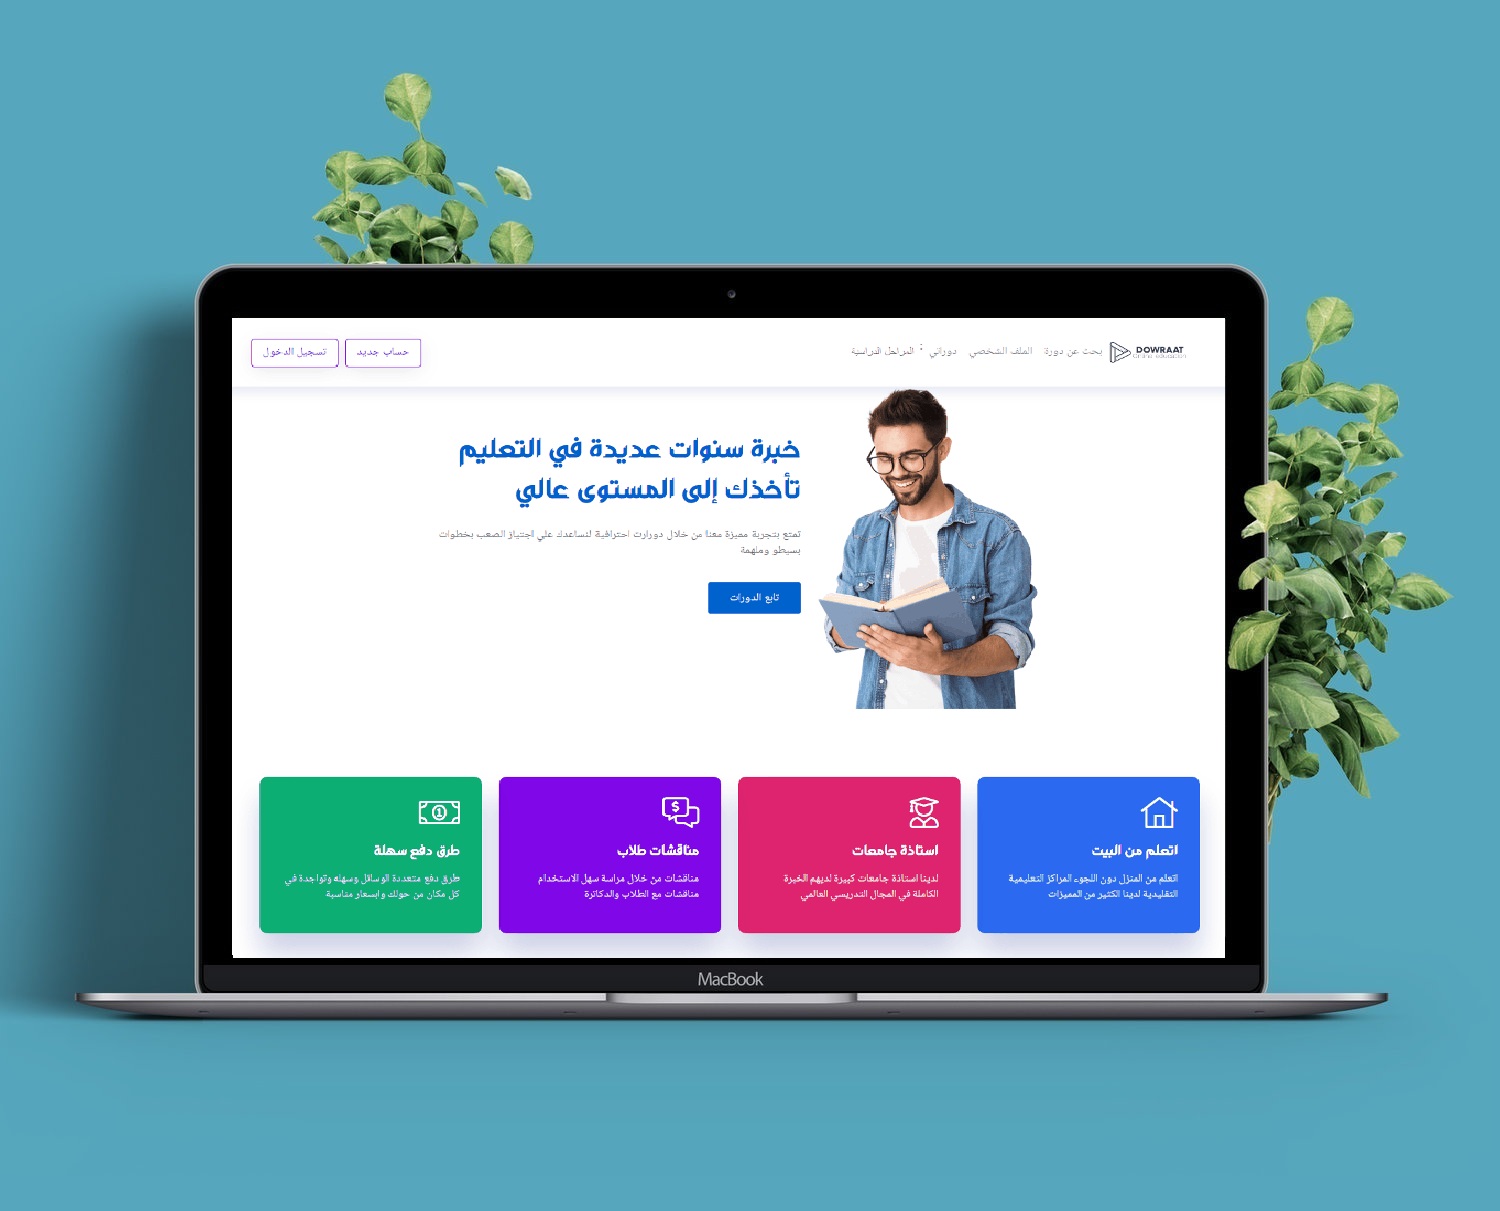 DOWRAAT
Online education
بحث عن دورة
الملف الشخصي
دوراتي
المراحل الدراسية
حساب جديد
تسجيل الدخول
خبرة سنوات عديدة في التعليم
تأخذك إلى المستوى عالي
تمتع بتجربة مميزة معنا من خلال دورارت احترافية لتساعدك علي اجتياز الصعب بخطوات
بسيطو وملهمة
تابع الدورات
اتعلم من البيت
اتعلم من المنزل دون اللجوء المراكز التعليمية
التقليدية لدينا الكثير من المميزات
استاذة جامعات
لدينا استاذة جامعات كبيرة لديهم الخبرة
الكاملة في المجال التدريسي العالمي
مناقشات طلاب
مناقشات من خلال مراسة سهل الاستخدام
مناقشات مع الطلاب والدكاترة
طرق دفع سهلة
طرق دفع متعددة الوسائل وسهله وتواجدة في
كل مكان من حولك وابسعار مناسبة
MacBook